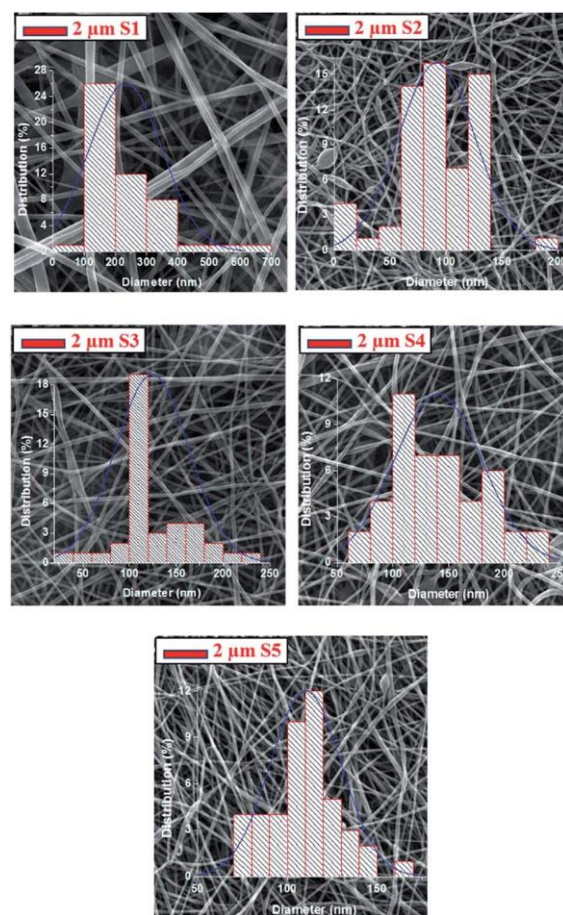 2 µm S1
28
24
20
16
12
8
4
0
Distribution (%)
0 100 200 300 400 500 600 700
Diameter (nm)
2 µm S2
15
12
9
6
3
0
Distribution (%)
0 50 100 150 200
Diameter (nm)
2 µm S3
18
15
12
9
6
3
0
Distribution (%)
50 100 150 200 250
Diameter (nm)
2 µm S4
12
9
6
3
0
Distribution (%)
50 100 150 200 250
Diameter (nm)
2 µm S5
12
9
6
3
0
Distribution (%)
50 100 150
Diameter (nm)